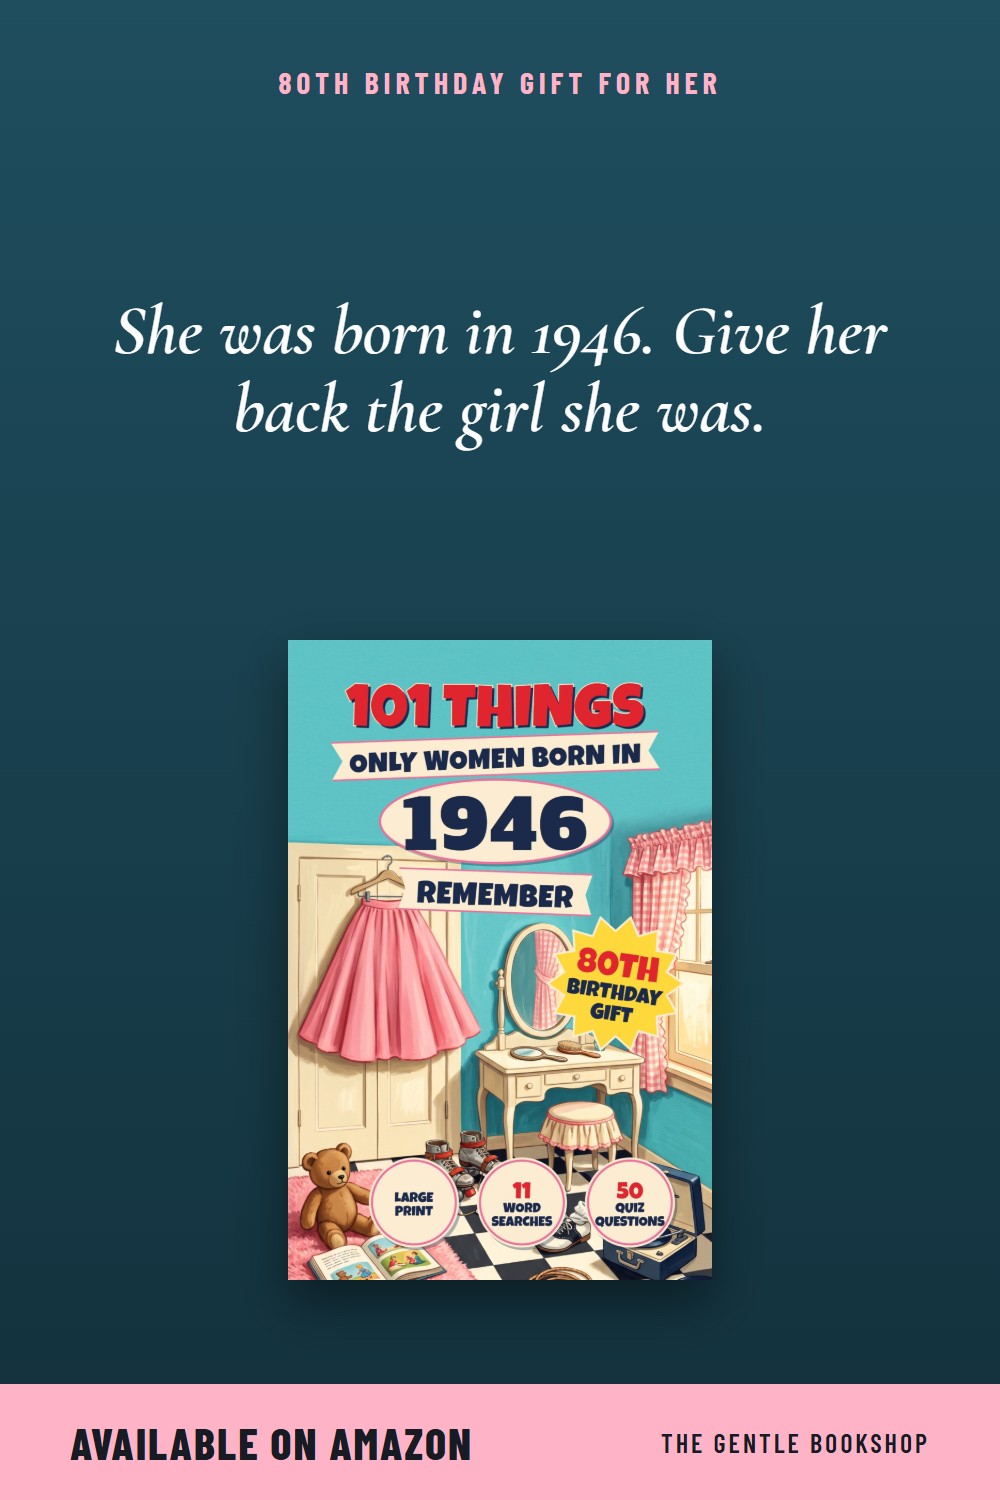 80TH BIRTHDAY GIFT FOR HER
She was born in 1946. Give her
back the girl she was.
101 THINGS
ONLY WOMEN BORN IN
1946
REMEMBER
80TH
BIRTHDAY
GIFT
LARGE
PRINT
11
WORD
SEARCHES
50
QUIZ
QUESTIONS
AVAILABLE ON AMAZON
THE GENTLE BOOKSHOP